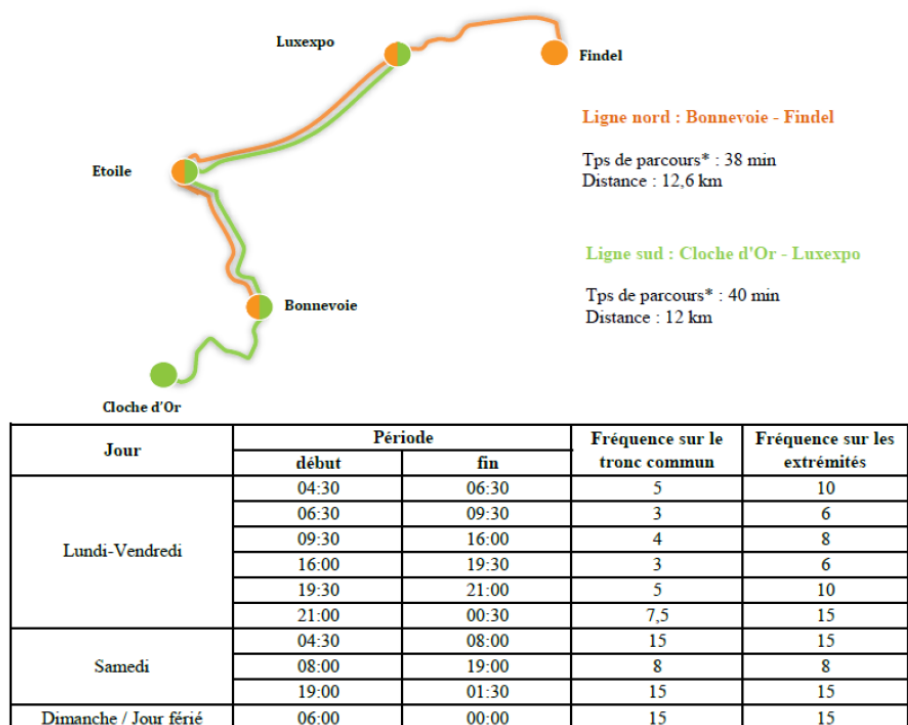 Luxexpo
Findel
Ligne nord : Bonnevoie - Findel
Tps de parcours* : 38 min
Distance : 12,6 km
Etoile
Ligne sud : Cloche d'Or - Luxexpo
Tps de parcours* : 40 min
Distance : 12 km
Bonnevoie
Cloche d'Or
Jour Période Fréquence sur le tronc commun Fréquence sur les extrémités
début fin
Lundi-Vendredi
04:30 06:30 5 10
06:30 09:30 3 6
09:30 16:00 4 8
16:00 19:30 3 6
19:30 21:00 5 10
21:00 00:30 7,5 15
Samedi
04:30 08:00 15 15
08:00 19:00 8 8
19:00 01:30 15 15
Dimanche / Jour férié 06:00 00:00 15 15